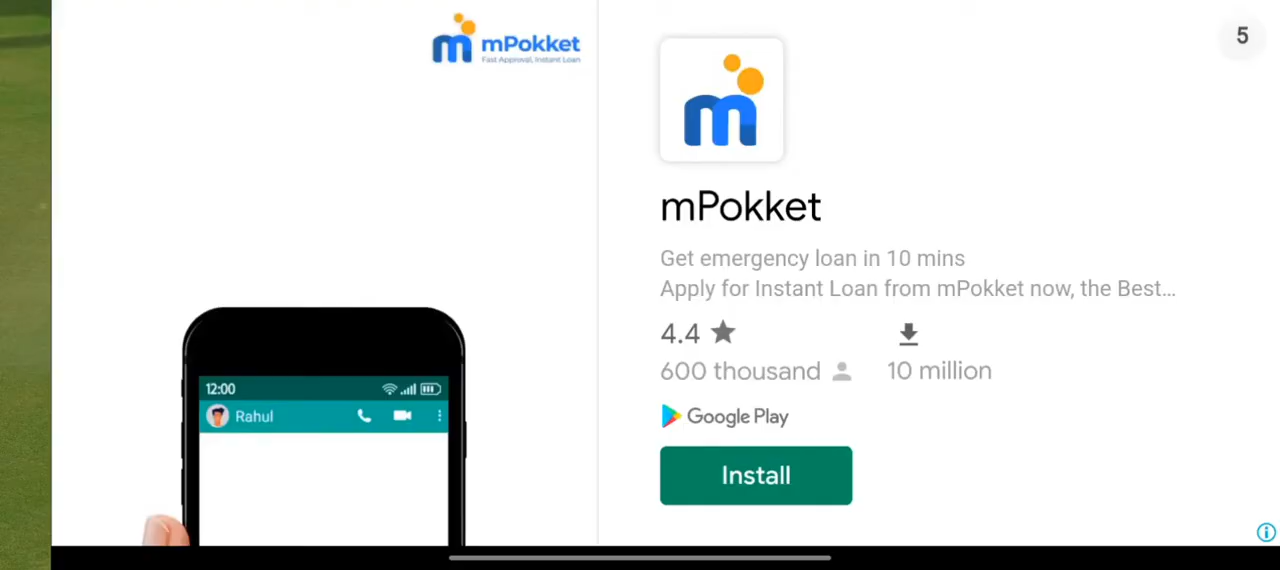 mPokket
Fast Approval, Instant Loan
12:00
Rahul
5
mPokket
Get emergency loan in 10 mins
Apply for Instant Loan from mPokket now, the Best...
4.4
600 thousand
10 million
Google Play
Install